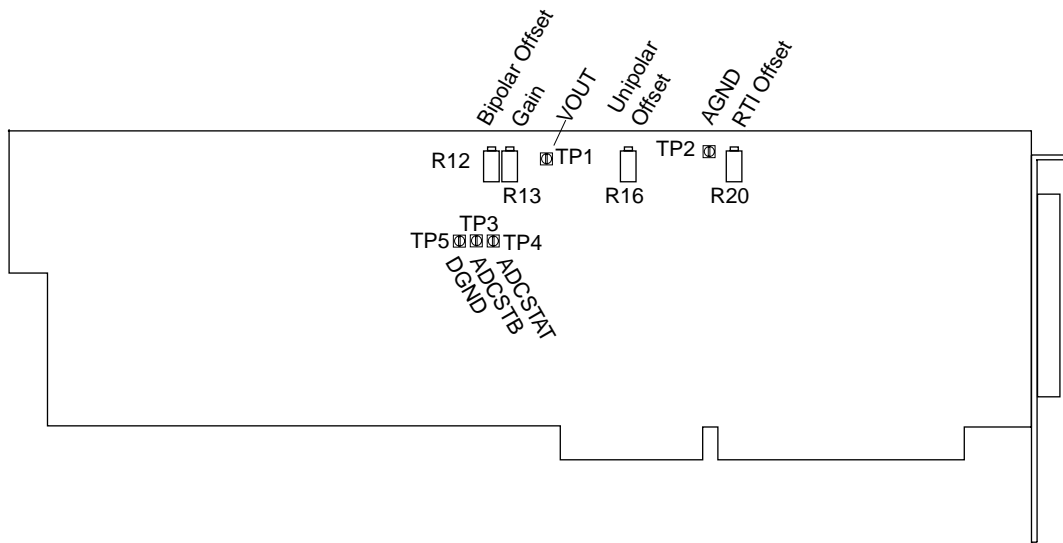 Bipolar Offset
Gain
VOUT
Unipolar
Offset
AGND
RTI Offset
R12
TP1
TP2
R13
R16
R20
TP3
TP5
TP4
DGND
ADCSTB
ADCSTAT